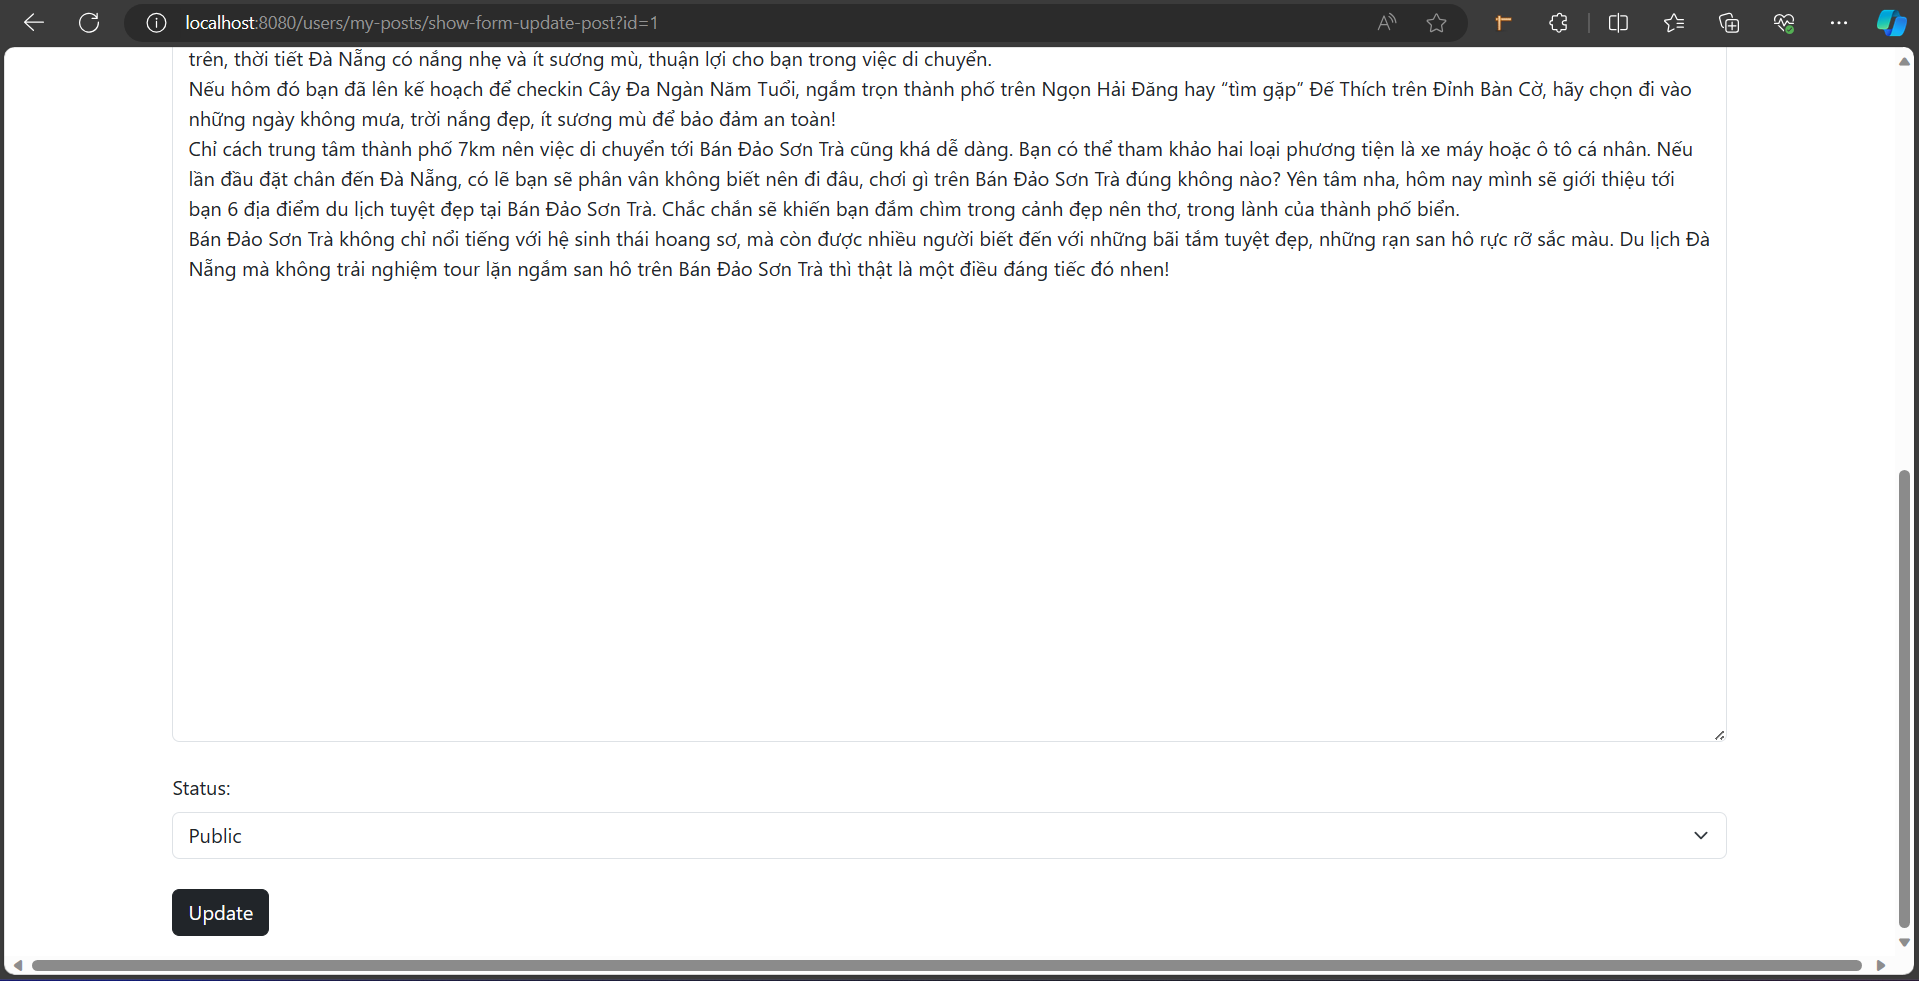 localhost:8080/users/my-posts/show-form-update-post?id=1
trên, thời tiết Đà Nẵng có nắng nhẹ và ít sương mù, thuận lợi cho bạn trong việc di chuyển.
Nếu hôm đó bạn đã lên kế hoạch để checkin Cây Đa Ngàn Năm Tuổi, ngắm trọn thành phố trên Ngọn Hải Đăng hay “tìm gặp” Đế Thích trên Đỉnh Bàn Cờ, hãy chọn đi vào
những ngày không mưa, trời nắng đẹp, ít sương mù để bảo đảm an toàn!
Chỉ cách trung tâm thành phố 7km nên việc di chuyển tới Bán Đảo Sơn Trà cũng khá dễ dàng. Bạn có thể tham khảo hai loại phương tiện là xe máy hoặc ô tô cá nhân. Nếu
lần đầu đặt chân đến Đà Nẵng, có lẽ bạn sẽ phân vân không biết nên đi đâu, chơi gì trên Bán Đảo Sơn Trà đúng không nào? Yên tâm nha, hôm nay mình sẽ giới thiệu tới
bạn 6 địa điểm du lịch tuyệt đẹp tại Bán Đảo Sơn Trà. Chắc chắn sẽ khiến bạn đắm chìm trong cảnh đẹp nên thơ, trong lành của thành phố biển.
Bán Đảo Sơn Trà không chỉ nổi tiếng với hệ sinh thái hoang sơ, mà còn được nhiều người biết đến với những bãi tắm tuyệt đẹp, những rạn san hô rực rỡ sắc màu. Du lịch Đà
Nẵng mà không trải nghiệm tour lặn ngắm san hô trên Bán Đảo Sơn Trà thì thật là một điều đáng tiếc đó nhen!
Status:
Public
Update